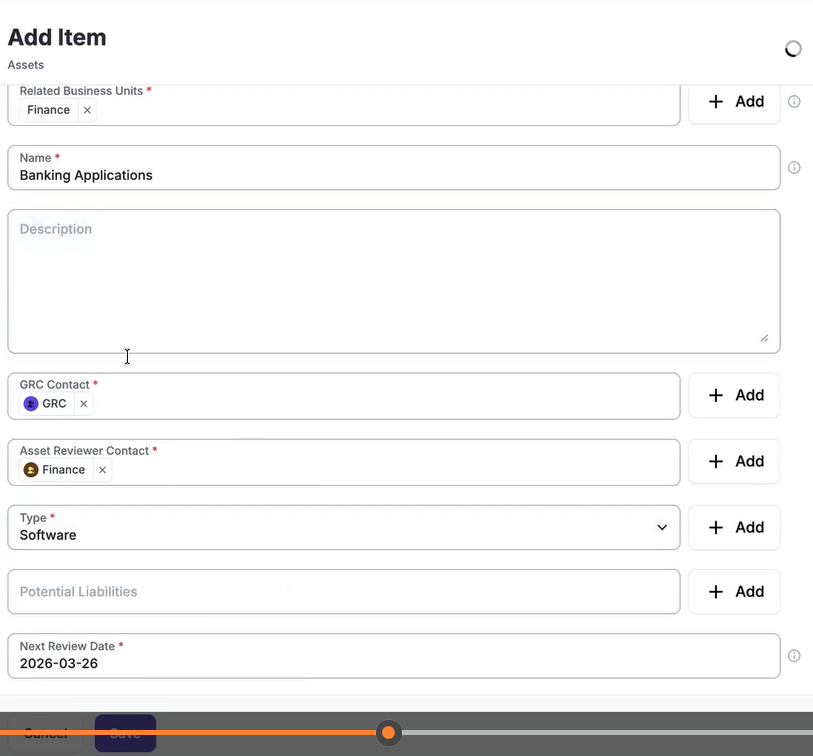 Add Item
Assets
Related Business Units *
Finance ×
+ Add
Name *
Banking Applications
Description
GRC Contact *
GRC ×
+ Add
Asset Reviewer Contact *
Finance ×
+ Add
Type *
Software
+ Add
Potential Liabilities
+ Add
Next Review Date *
2026-03-26
Cancel
Save